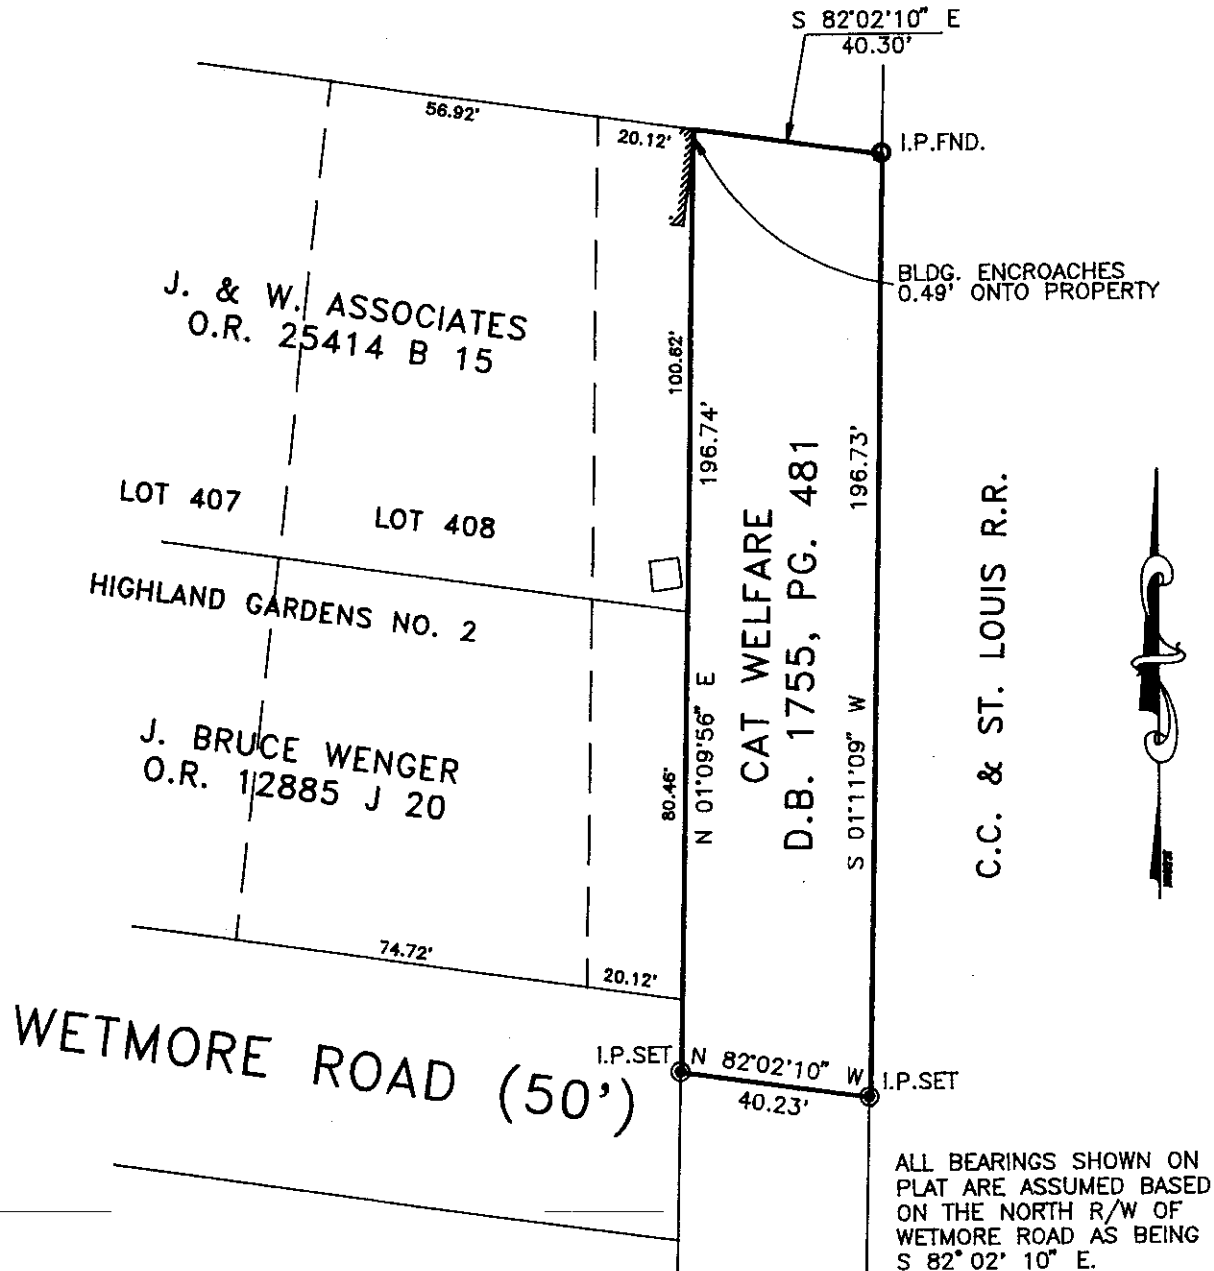 S 82°02'10" E
40.30'
56.92'
20.12'
I.P.FND.
BLDG. ENCROACHES
0.49' ONTO PROPERTY
J. & W. ASSOCIATES
O.R. 25414 B 15
100.62'
196.74'
196.73'
LOT 407
LOT 408
HIGHLAND GARDENS NO. 2
CAT WELFARE
D.B. 1755, PG. 481
C.C. & ST. LOUIS R.R.
N 01°09'56" E
S 01°11'09" W
80.46'
J. BRUCE WENGER
O.R. 12885 J 20
74.72'
20.12'
WETMORE ROAD (50')
I.P.SET
N 82°02'10" W
40.23'
I.P.SET
ALL BEARINGS SHOWN ON
PLAT ARE ASSUMED BASED
ON THE NORTH R/W OF
WETMORE ROAD AS BEING
S 82° 02' 10" E.